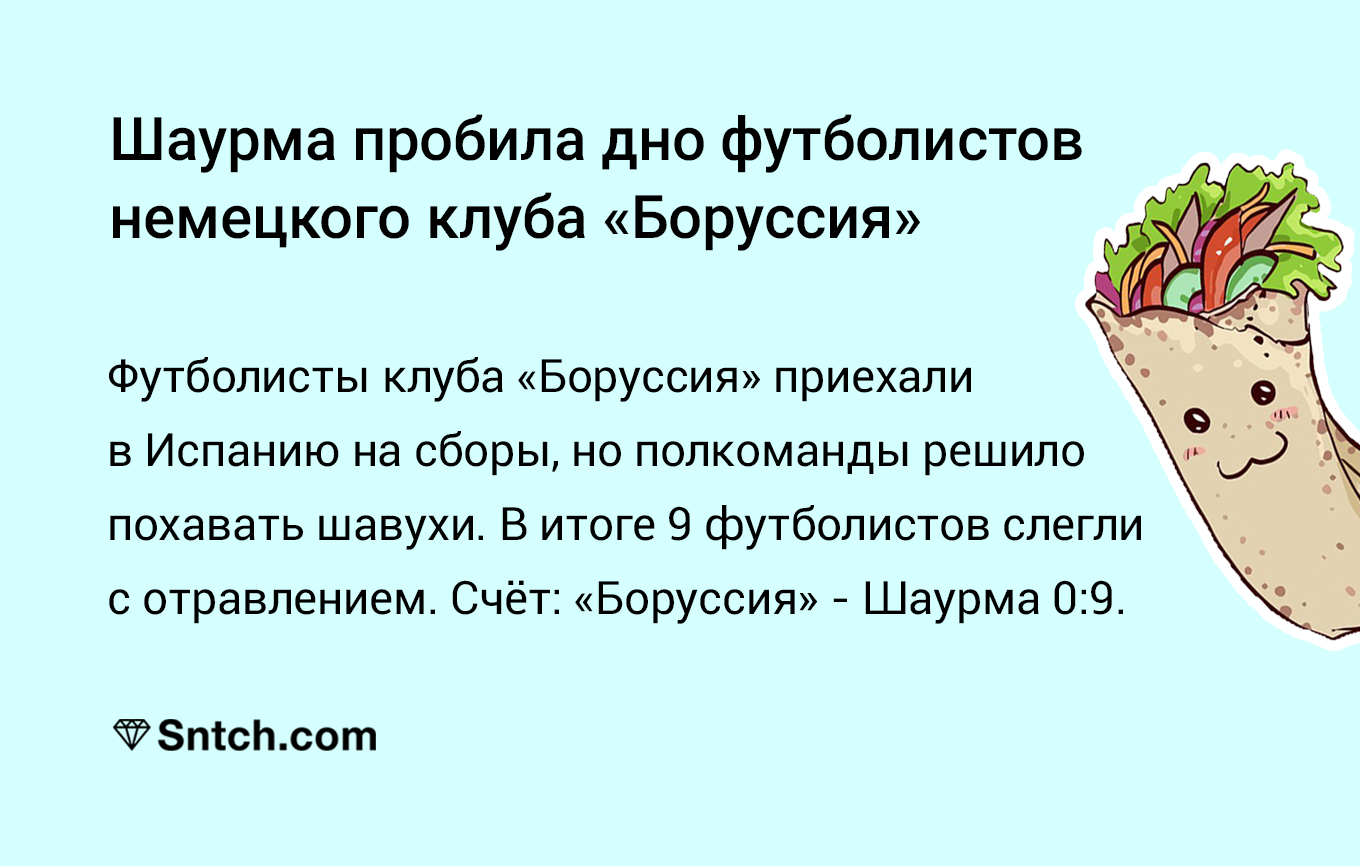 Шаурма пробила дно футболистов
немецкого клуба «Боруссия»
Футболисты клуба «Боруссия» приехали
в Испанию на сборы, но полкоманды решило
похавать шавухи. В итоге 9 футболистов слегли
с отравлением. Счёт: «Боруссия» - Шаурма 0:9.
Sntch.com